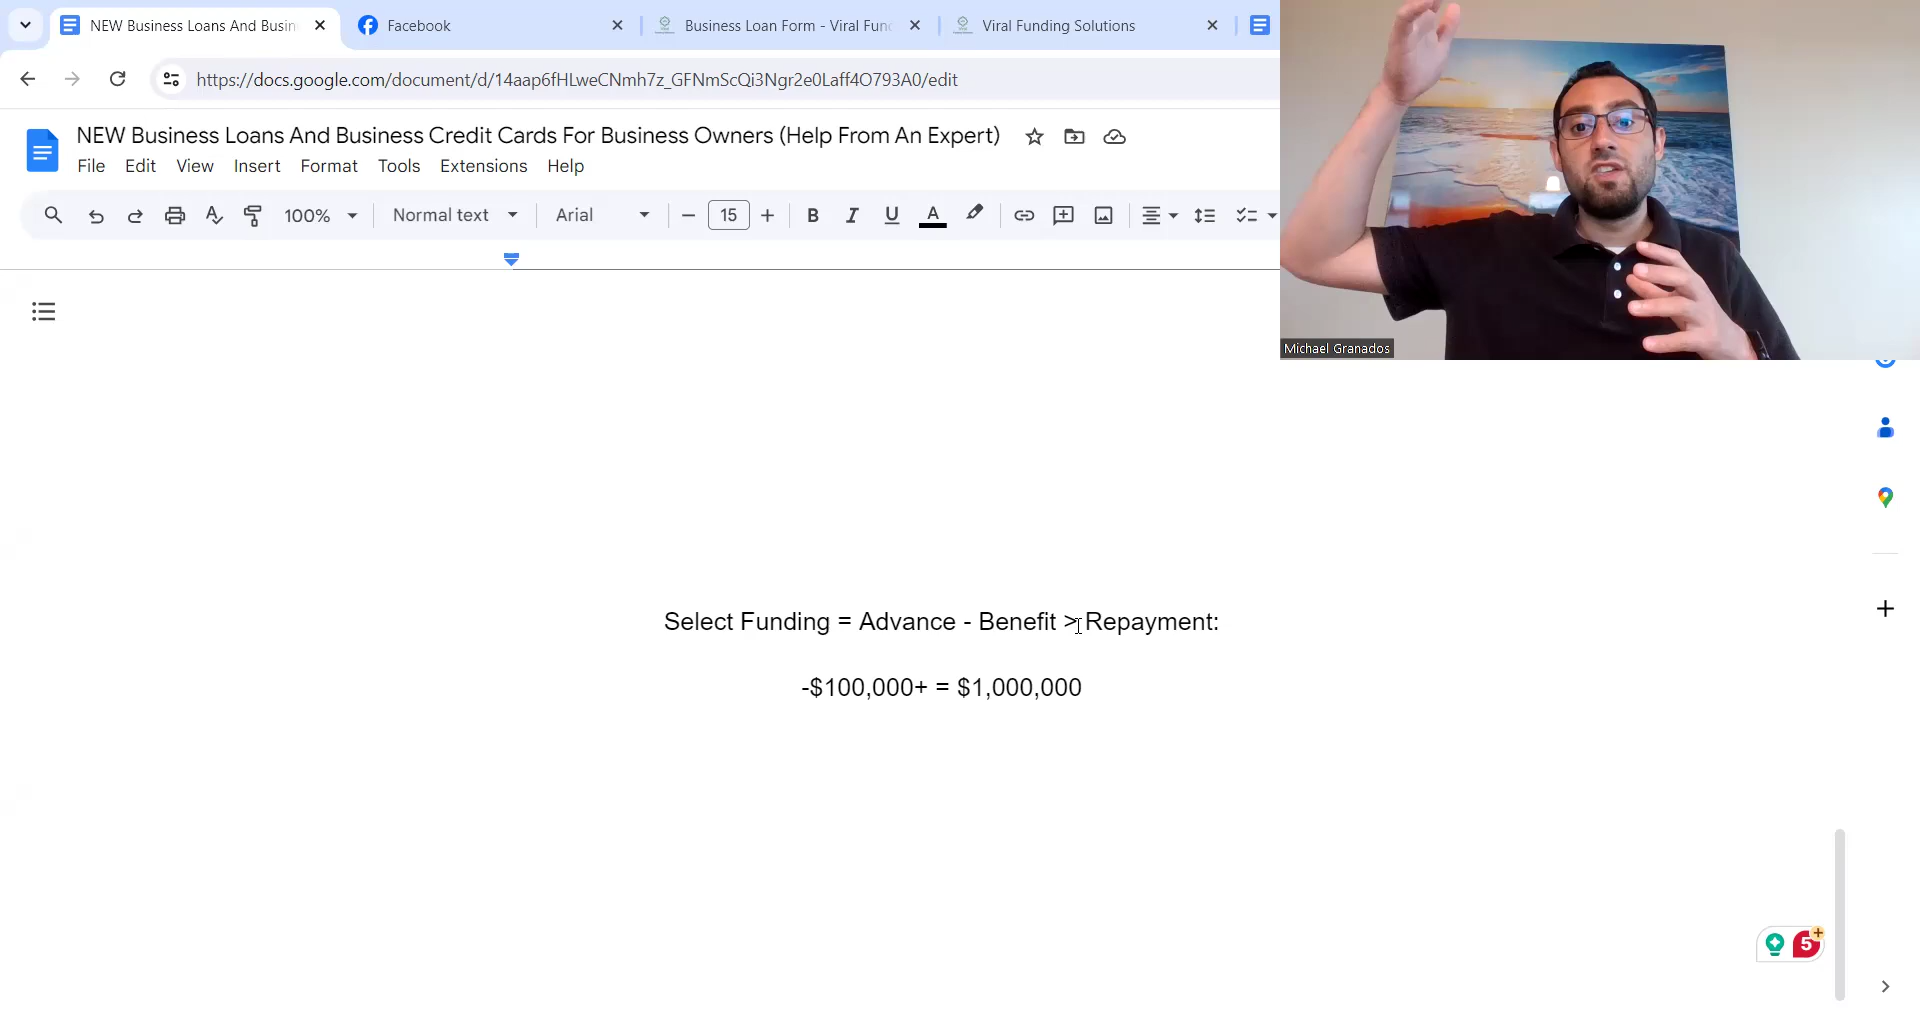 NEW Business Loans And Busin
Facebook
Business Loan Form - Viral Func
Viral Funding Solutions
https://docs.google.com/document/d/14aap6fHLweCNmh7z_GFNmScQi3Ngr2e0Laff4O793A0/edit
NEW Business Loans And Business Credit Cards For Business Owners (Help From An Expert)
File Edit View Insert Format Tools Extensions Help
100% Normal text Arial 15 B I U A
Michael Granados
Select Funding = Advance - Benefit > Repayment:
-$100,000+ = $1,000,000
5